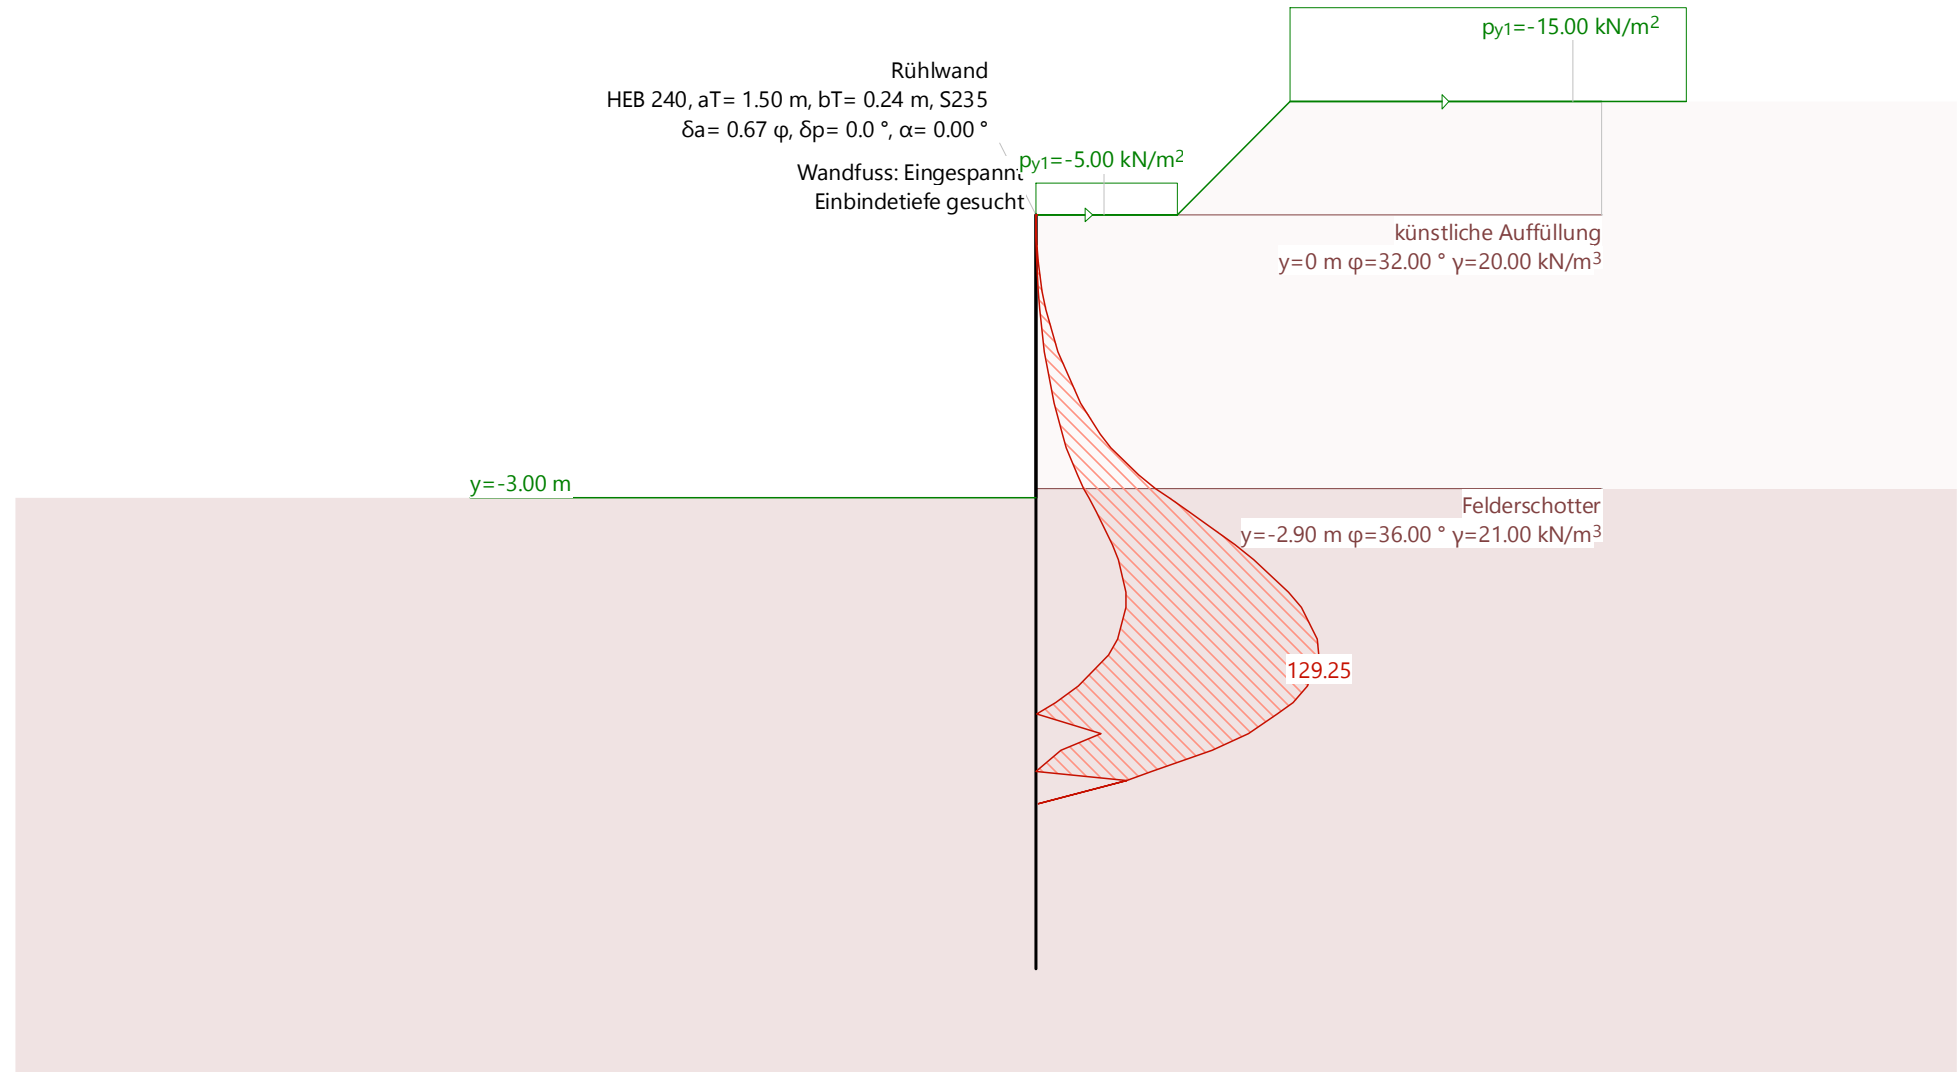 py1=-15.00 kN/m2
Rühlwand
HEB 240, aT= 1.50 m, bT= 0.24 m, S235
δa= 0.67 φ, δp= 0.0 °, α= 0.00 °
py1=-5.00 kN/m2
Wandfuss: Eingespannt
Einbindetiefe gesucht
künstliche Auffüllung
y=0 m φ=32.00 ° γ=20.00 kN/m3
y=-3.00 m
Felderschotter
y=-2.90 m φ=36.00 ° γ=21.00 kN/m3
129.25